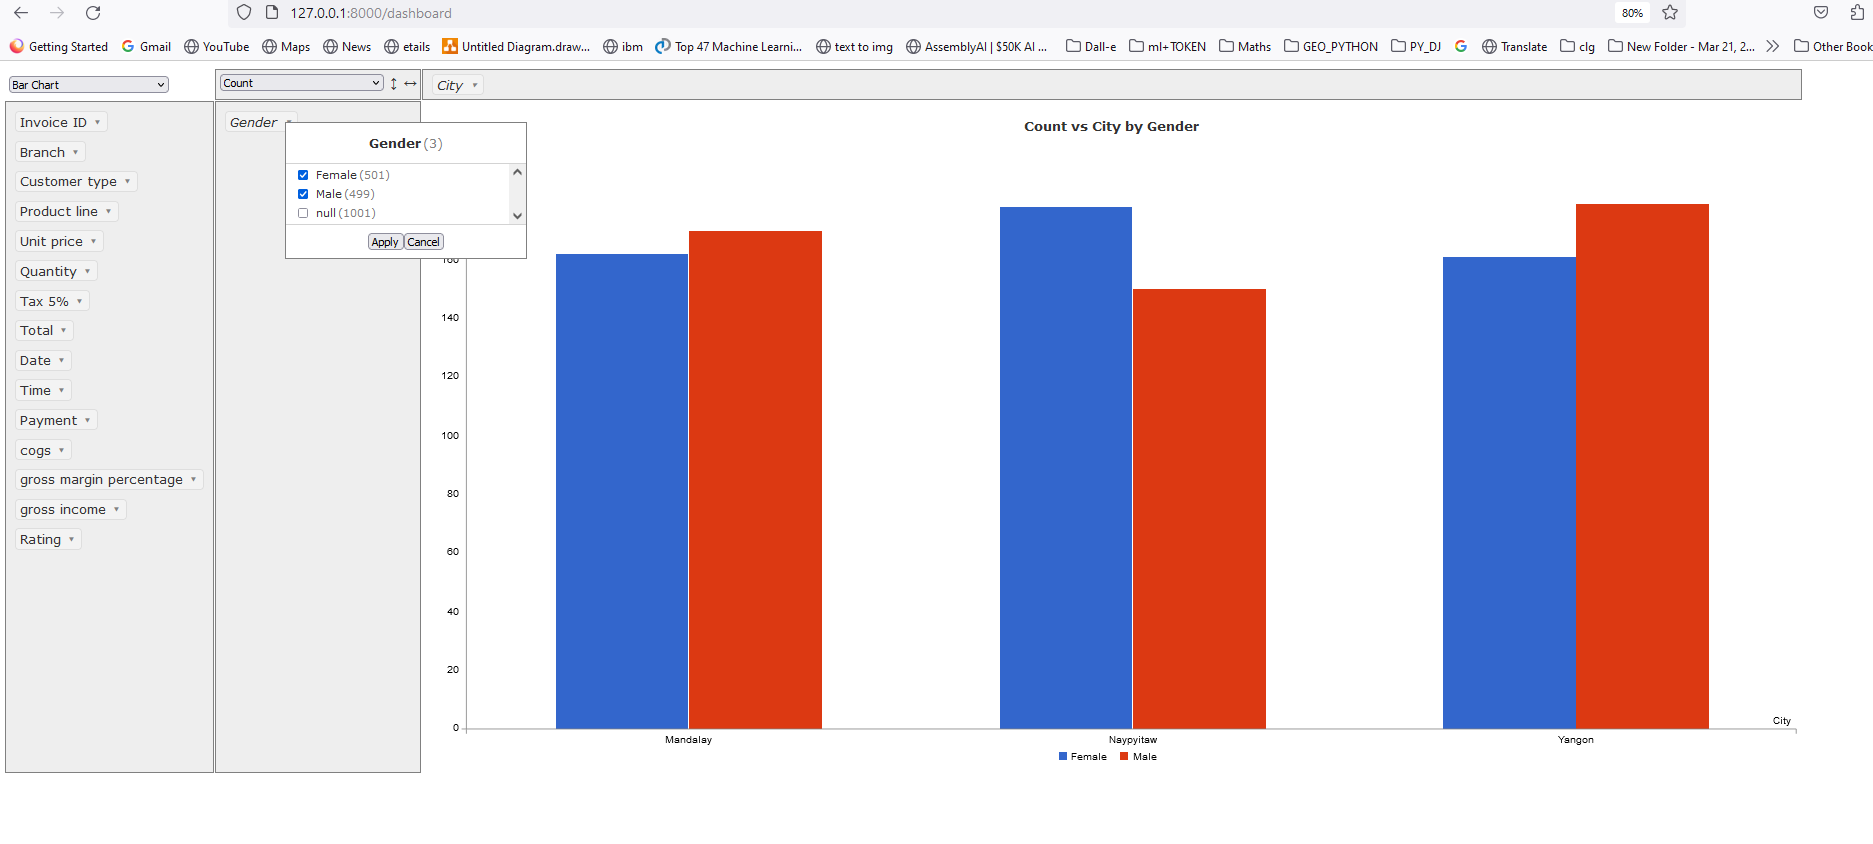 127.0.0.1:8000/dashboard 80%
Getting Started Gmail YouTube Maps News etails Untitled Diagram.draw... ibm Top 47 Machine Learni... text to img AssemblyAI | $50K AI ... Dall-e ml+TOKEN Maths GEO_PYTHON PY_DJ Translate clg New Folder - Mar 21, 2... Other Book
Bar Chart Count City
Invoice ID
Branch
Customer type
Product line
Unit price
Quantity
Tax 5%
Total
Date
Time
Payment
cogs
gross margin percentage
gross income
Rating
Gender
Gender (3)
Female (501)
Male (499)
null (1001)
Apply Cancel
Count vs City by Gender
160
140
120
100
80
60
40
20
0
City
Mandalay Naypyitaw Yangon
Female Male